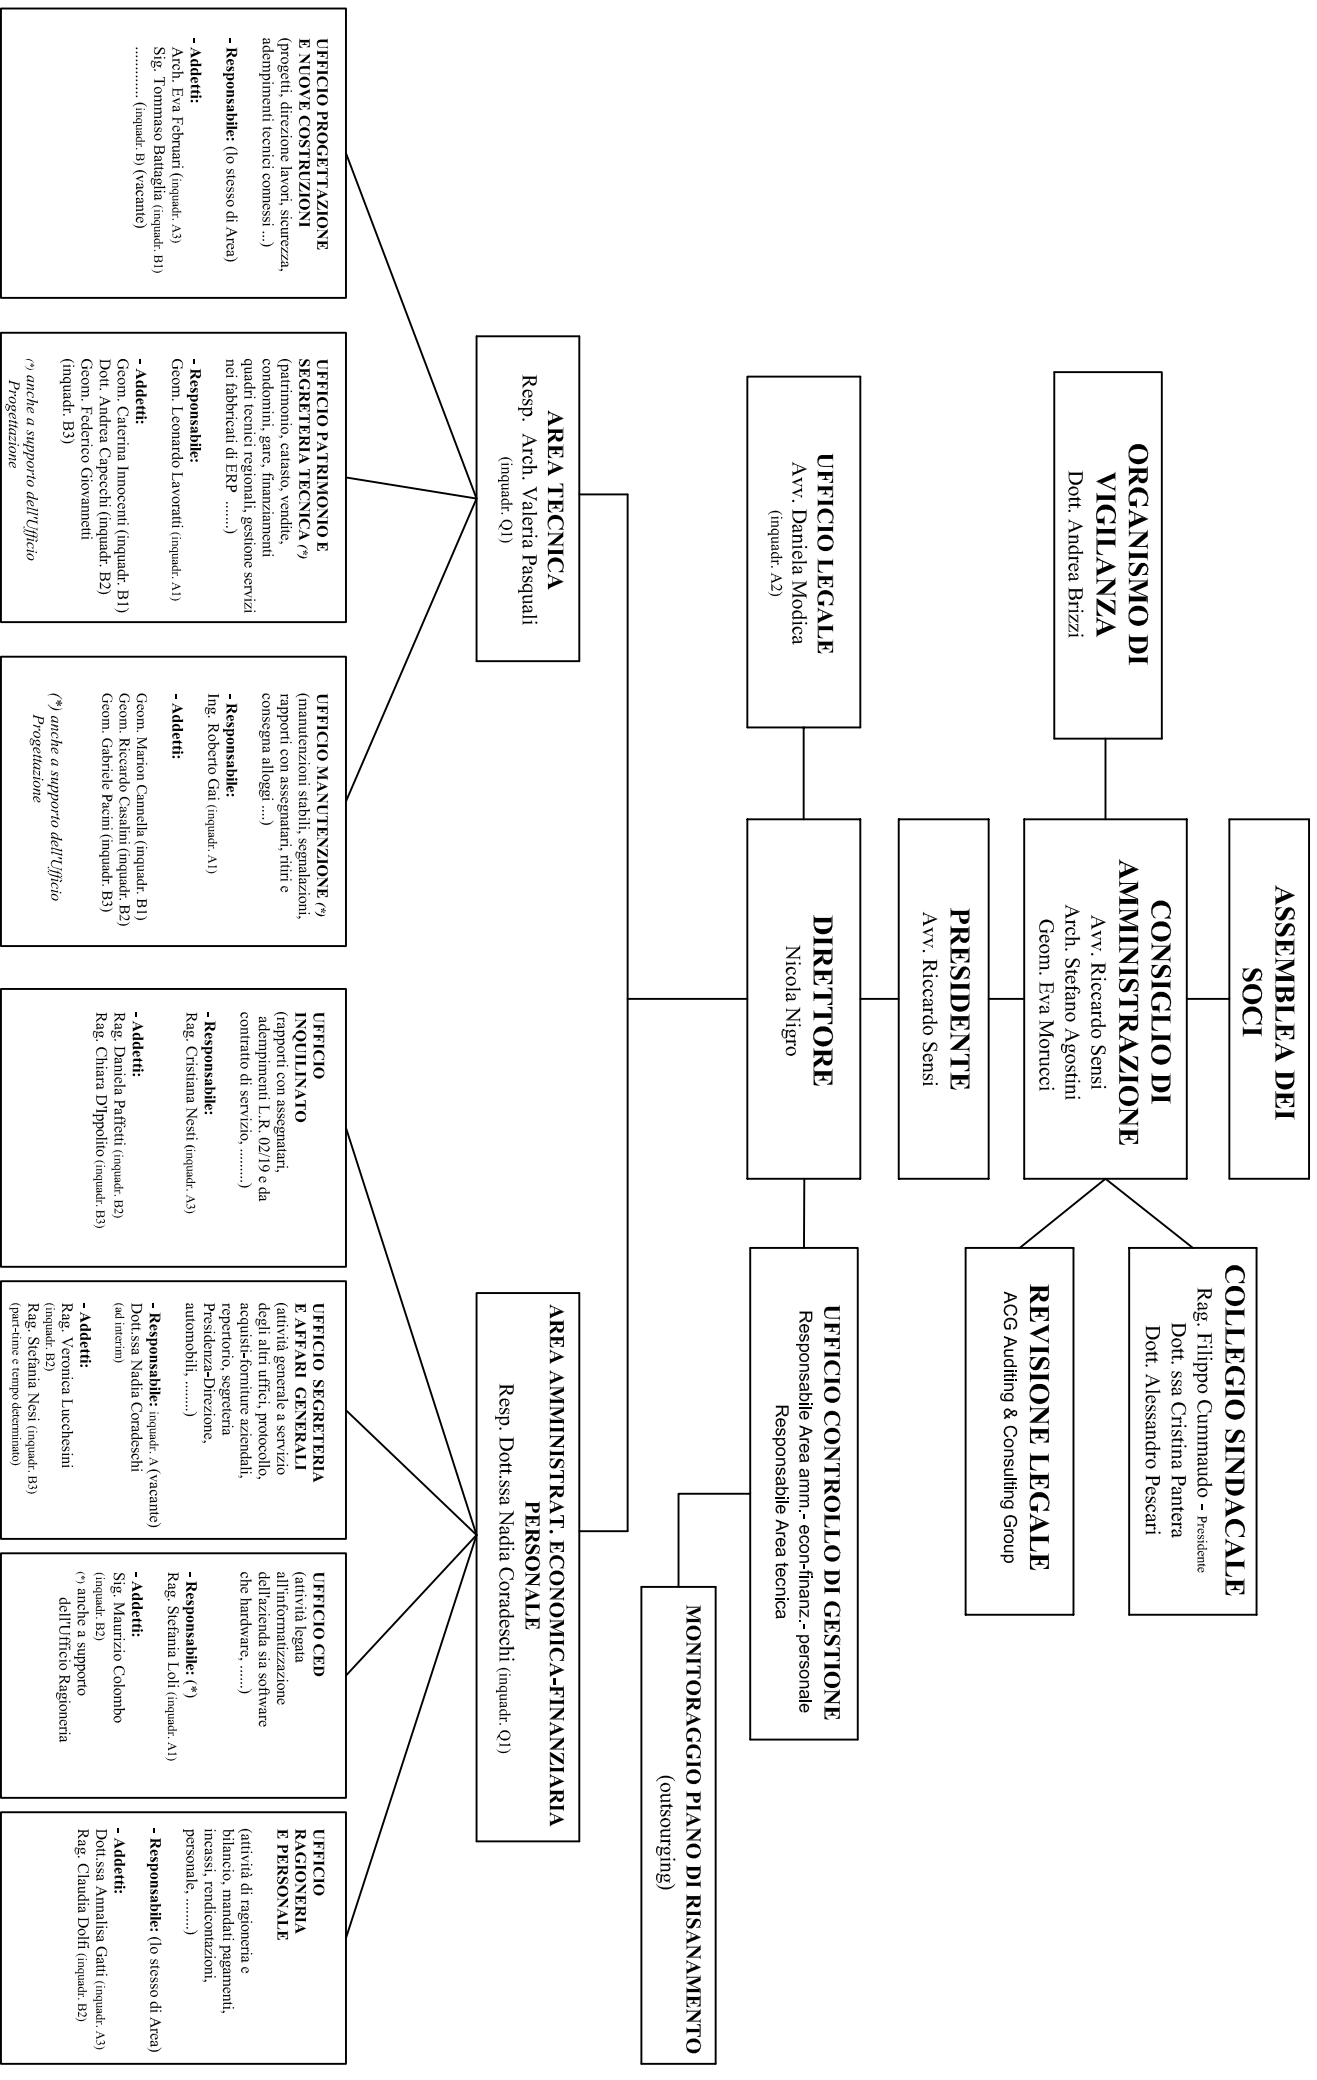 ASSEMBLEA DEI
SOCI
CONSIGLIO DI
AMMINISTRAZIONE
Avv. Riccardo Sensi
Arch. Stefano Agostini
Geom. Eva Morucci
ORGANISMO DI
VIGILANZA
Dott. Andrea Brizzi
COLLEGIO SINDACALE
Rag. Filippo Cummaudo - Presidente
Dott. ssa Cristina Pantera
Dott. Alessandro Pescari
REVISIONE LEGALE
ACG Auditing & Consulting Group
PRESIDENTE
Avv. Riccardo Sensi
UFFICIO LEGALE
Avv. Daniela Modica
(inquadr. A2)
DIRETTORE
Nicola Nigro
UFFICIO CONTROLLO DI GESTIONE
Responsabile Area amm.- econ-finanz.- personale
Responsabile Area tecnica
MONITORAGGIO PIANO DI RISANAMENTO
(outsourging)
AREA TECNICA
Resp. Arch. Valeria Pasquali
(inquadr. Q1)
AREA AMMINISTRAT. ECONOMICA-FINANZIARIA
PERSONALE
Resp. Dott.ssa Nadia Coradeschi (inquadr. Q1)
UFFICIO PROGETTAZIONE
E NUOVE COSTRUZIONI
(progetti, direzione lavori, sicurezza,
adempimenti tecnici connessi ...)
- Responsabile: (lo stesso di Area)
- Addetti:
Arch. Eva Februari (inquadr. A3)
Sig. Tommaso Battaglia (inquadr. B1)
............. (inquadr. B) (vacante)
UFFICIO PATRIMONIO E
SEGRETERIA TECNICA (*)
(patrimonio, catasto, vendite,
condomini, gare, finanziamenti
quadri tecnici regionali, gestione servizi
nei fabbricati di ERP ........)
- Responsabile:
Geom. Leonardo Lavoratti (inquadr. A1)
- Addetti:
Geom. Caterina Innocenti (inquadr. B1)
Dott. Andrea Capecchi (inquadr. B2)
Geom. Federico Giovannetti
(inquadr. B3)
(*) anche a supporto dell'Ufficio
Progettazione
UFFICIO MANUTENZIONE (*)
(manutenzioni stabili, segnalazioni,
rapporti con assegnatari, ritiri e
consegna alloggi ....)
- Responsabile:
Ing. Roberto Gai (inquadr. A1)
- Addetti:
Geom. Marion Cannella (inquadr. B1)
Geom. Riccardo Casalini (inquadr. B2)
Geom. Gabriele Pacini (inquadr. B3)
(*) anche a supporto dell'Ufficio
Progettazione
UFFICIO
INQUILINATO
(rapporti con assegnatari,
adempimenti L.R. 02/19 e da
contratto di servizio, .........)
- Responsabile:
Rag. Cristiana Nesti (inquadr. A3)
- Addetti:
Rag. Daniela Paffetti (inquadr. B2)
Rag. Chiara D'Ippolito (inquadr. B3)
UFFICIO SEGRETERIA
E AFFARI GENERALI
(attività generale a servizio
degli altri uffici, protocollo,
acquisti-forniture aziendali,
repertorio, segreteria
Presidenza-Direzione,
automobili, ........)
- Responsabile: inquadr. A (vacante)
Dott.ssa Nadia Coradeschi
(ad interim)
- Addetti:
Rag. Veronica Lucchesini
(inquadr. B2)
Rag. Stefania Nesi (inquadr. B3)
(part-time e tempo determinato)
UFFICIO CED
(attività legata
all'informatizzazione
dell'azienda sia software
che hardware, ......)
- Responsabile: (*)
Rag. Stefania Loli (inquadr. A1)
- Addetti:
Sig. Maurizio Colombo
(inquadr. B2)
(*) anche a supporto
dell'Ufficio Ragioneria
UFFICIO
RAGIONERIA
E PERSONALE
(attività di ragioneria e
bilancio, mandati pagamenti,
incassi, rendicontazioni,
personale, ........)
- Responsabile: (lo stesso di Area)
- Addetti:
Dott.ssa Annalisa Gatti (inquadr. A3)
Rag. Claudia Dolfi (inquadr. B2)